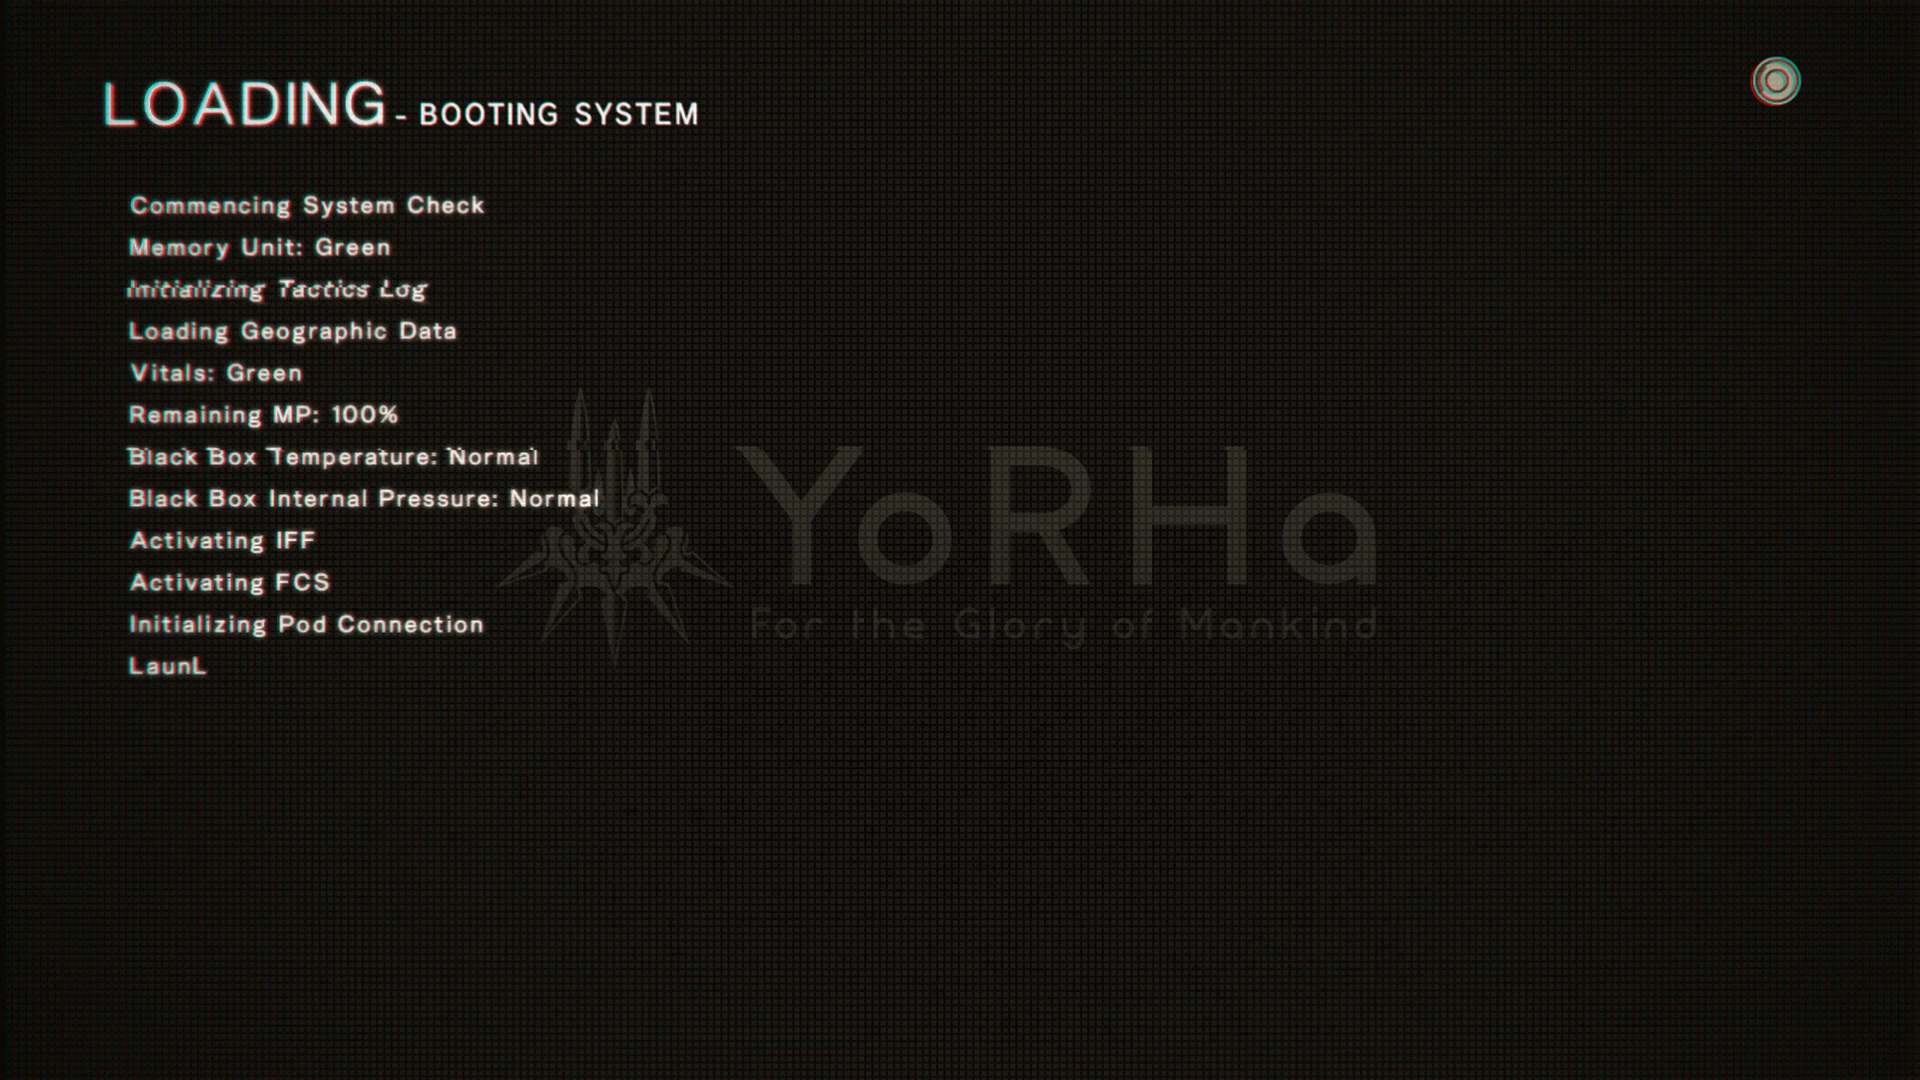 LOADING - BOOTING SYSTEM
Commencing System Check
Memory Unit: Green
Initializing Tactics Log
Loading Geographic Data
Vitals: Green
Remaining MP: 100%
Black Box Temperature: Normal
Black Box Internal Pressure: Normal
Activating IFF
Activating FCS
Initializing Pod Connection
LaunL
YoRHa
For the Glory of Mankind